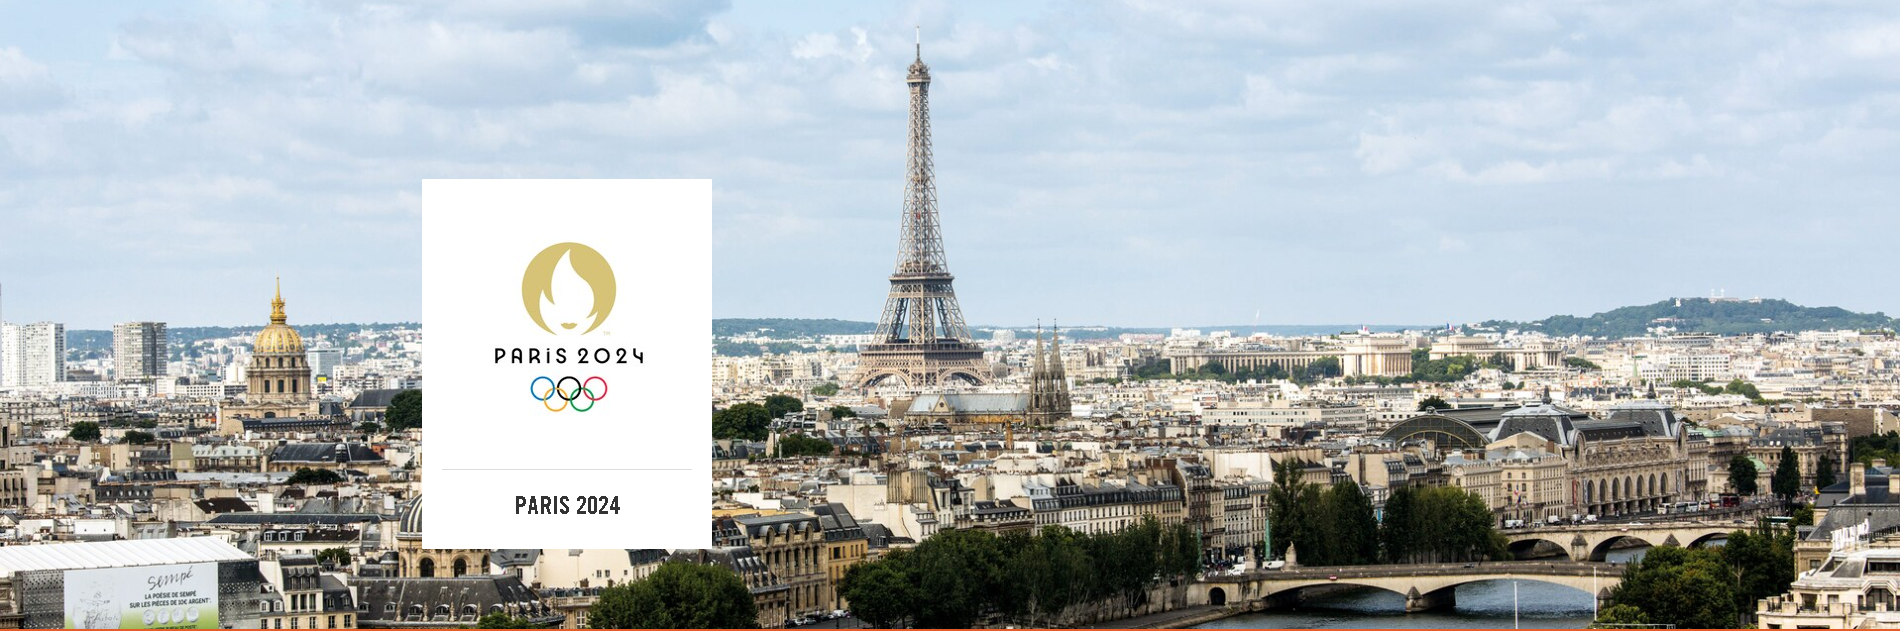 PARiS 2024
PARIS 2024
Sempé
LA POÉSIE DE SEMPÉ
SUR LES PIÈCES DE 10€ ARGENT